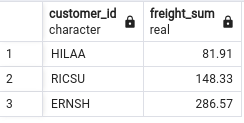 customer_id freight_sum
character real
1 HILAA 81.91
2 RICSU 148.33
3 ERNSH 286.57